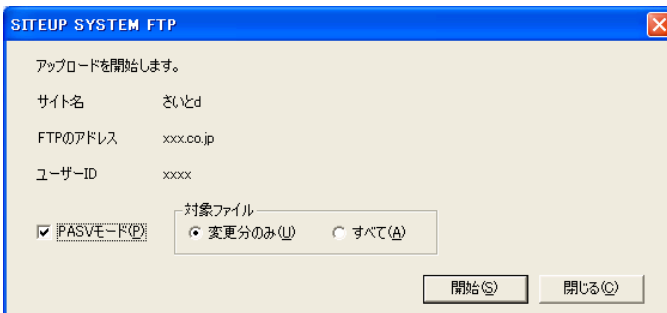 SITEUP SYSTEM FTP
アップロードを開始します。
サイト名 さいとd
FTPのアドレス xxx.co.jp
ユーザーID xxxx
対象ファイル
PASVモード(P) 変更分のみ(U) すべて(A)
開始(S) 閉じる(C)